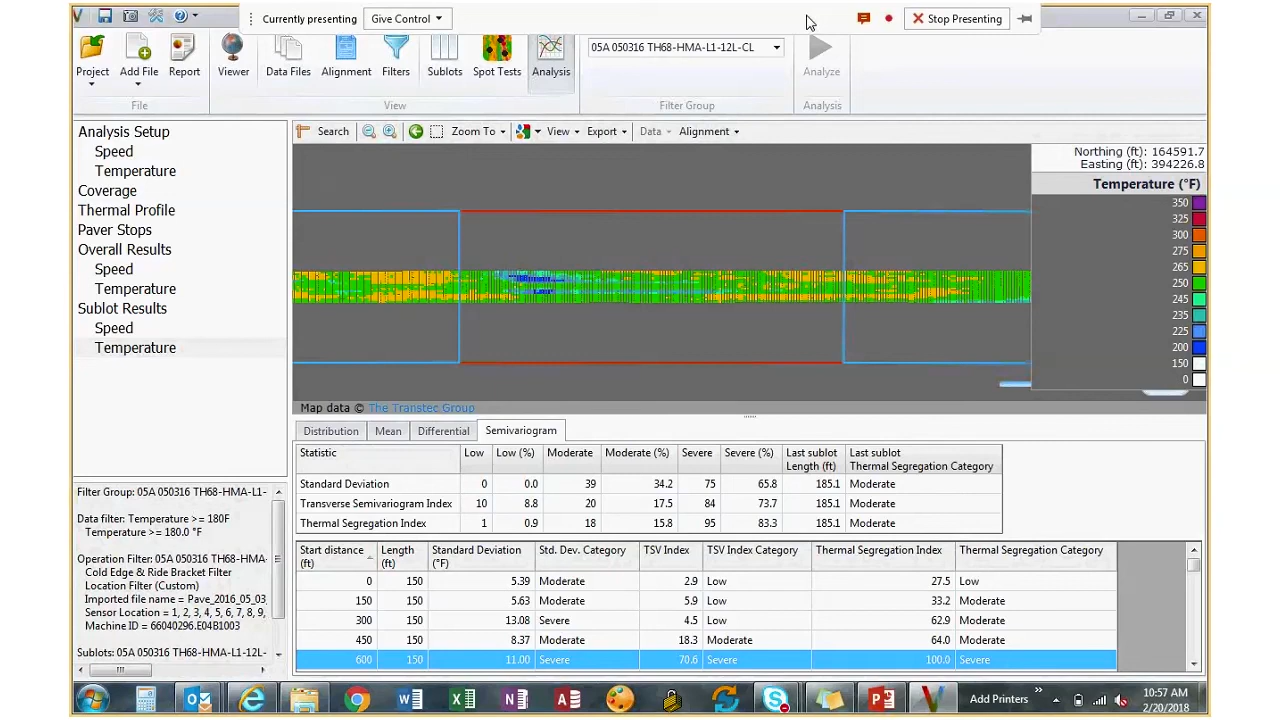 Currently presenting
Give Control
Stop Presenting
Project
Add File
Report
Viewer
Data Files
Alignment
Filters
Sublots
Spot Tests
Analysis
05A 050316 TH68-HMA-L1-12L-CL
Analyze
File
View
Filter Group
Analysis
Analysis Setup
Speed
Temperature
Coverage
Thermal Profile
Paver Stops
Overall Results
Speed
Temperature
Sublot Results
Speed
Temperature
Search
Zoom To
View
Export
Data
Alignment
Northing (ft): 164591.7
Easting (ft): 394226.8
Temperature (°F)
350
325
300
275
265
250
245
235
225
200
150
0
Map data © The Transtec Group
Distribution Mean Differential Semivariogram
Statistic Low Low (%) Moderate Moderate (%) Severe Severe (%) Last sublot Length (ft) Last sublot Thermal Segregation Category
Standard Deviation 0 0.0 39 34.2 75 65.8 185.1 Moderate
Transverse Semivariogram Index 10 8.8 20 17.5 84 73.7 185.1 Moderate
Thermal Segregation Index 1 0.9 18 15.8 95 83.3 185.1 Moderate
Start distance (ft) Length (ft) Standard Deviation (°F) Std. Dev. Category TSV Index TSV Index Category Thermal Segregation Index Thermal Segregation Category
0 150 5.39 Moderate 2.9 Low 27.5 Low
150 150 5.63 Moderate 5.9 Low 33.2 Moderate
300 150 13.08 Severe 4.5 Low 62.9 Moderate
450 150 8.37 Moderate 18.3 Moderate 64.0 Moderate
600 150 11.00 Severe 70.6 Severe 100.0 Severe
Filter Group: 05A 050316 TH68-HMA-L1-
Data filter: Temperature >= 180F
Temperature >= 180.0 °F
Operation Filter: 05A 050316 TH68-HMA-
Cold Edge & Ride Bracket Filter
Location Filter (Custom)
Imported file name = Pave_2016_05_03_
Sensor Location = 1, 2, 3, 4, 5, 6, 7, 8, 9,
Machine ID = 66040296.E04B1003
Sublots: 05A 050316 TH68-HMA-L1-12L-
Add Printers
10:57 AM
2/20/2018